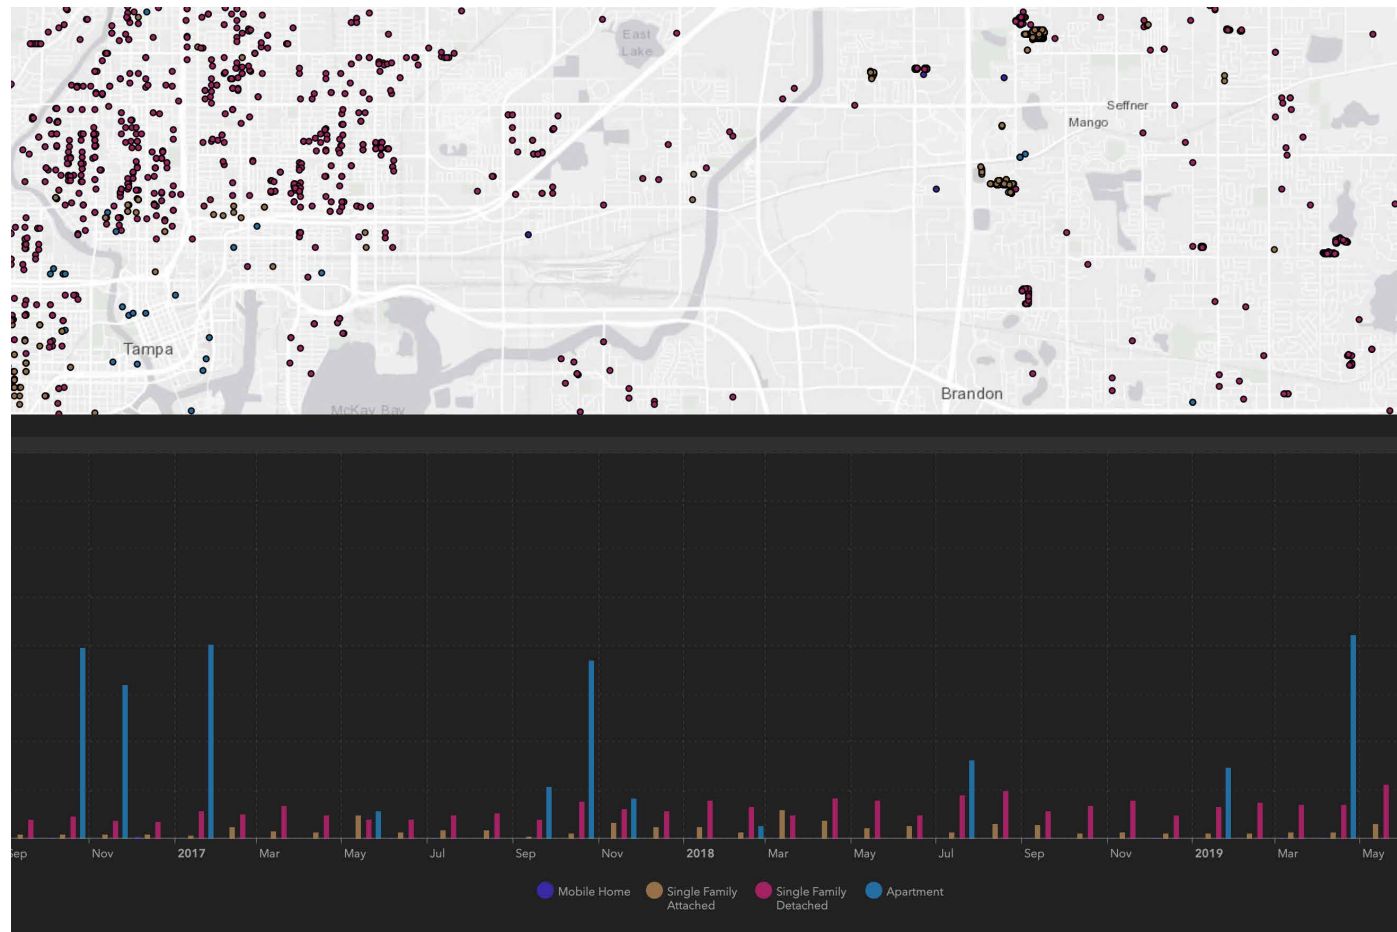 East
Lake
Seffner
Mango
Tampa
Brandon
McKay Bay
Nov
2017
Mar
May
Jul
Sep
Nov
2018
Mar
May
Jul
Sep
Nov
2019
Mar
May
Mobile Home
Single Family
Attached
Single Family
Detached
Apartment